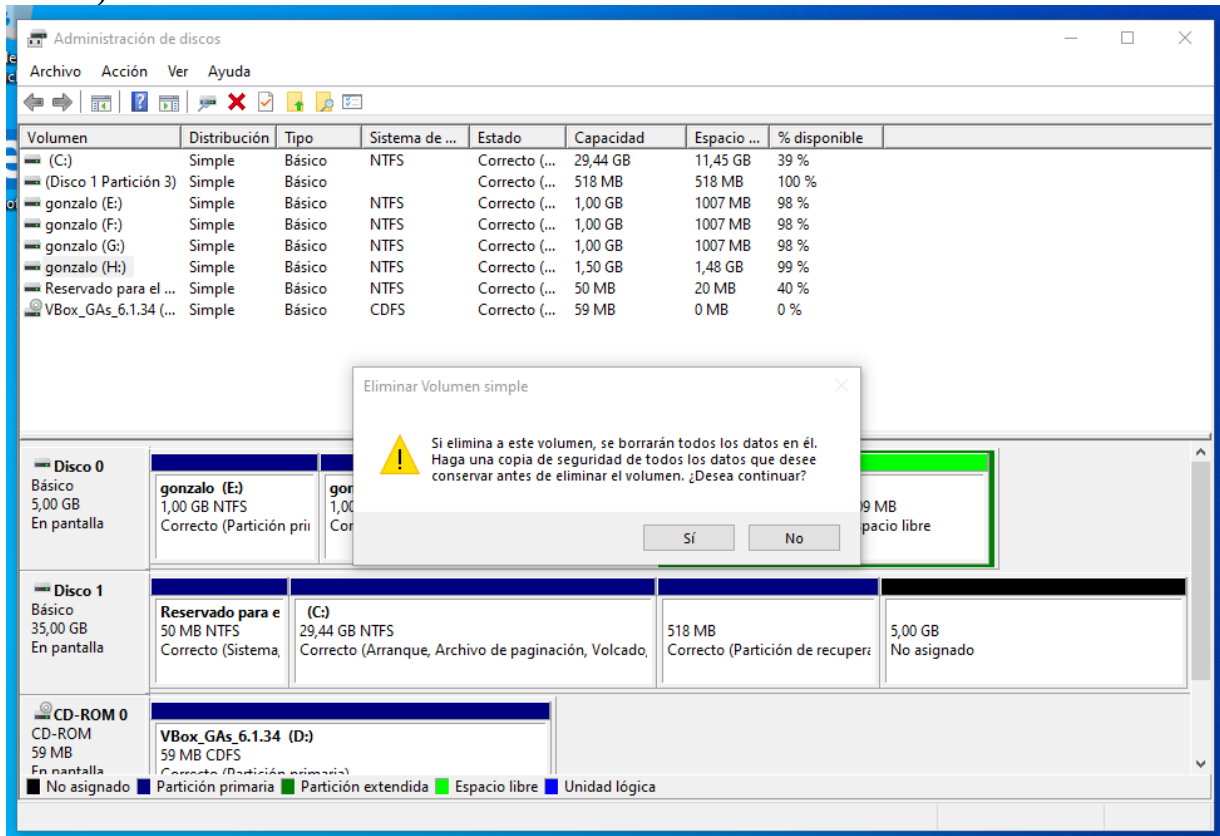 Administración de discos
Archivo Acción Ver Ayuda
Volumen Distribución Tipo Sistema de ... Estado Capacidad Espacio ... % disponible
(C:) Simple Básico NTFS Correcto (... 29,44 GB 11,45 GB 39 %
(Disco 1 Partición 3) Simple Básico Correcto (... 518 MB 518 MB 100 %
gonzalo (E:) Simple Básico NTFS Correcto (... 1,00 GB 1007 MB 98 %
gonzalo (F:) Simple Básico NTFS Correcto (... 1,00 GB 1007 MB 98 %
gonzalo (G:) Simple Básico NTFS Correcto (... 1,00 GB 1007 MB 98 %
gonzalo (H:) Simple Básico NTFS Correcto (... 1,50 GB 1,48 GB 99 %
Reservado para el ... Simple Básico NTFS Correcto (... 50 MB 20 MB 40 %
VBox_GAs_6.1.34 (... Simple Básico CDFS Correcto (... 59 MB 0 MB 0 %
Eliminar Volumen simple
Si elimina a este volumen, se borrarán todos los datos en él.
Haga una copia de seguridad de todos los datos que desee
conservar antes de eliminar el volumen. ¿Desea continuar?
Sí No
Disco 0
Básico
5,00 GB
En pantalla
gonzalo (E:)
1,00 GB NTFS
Correcto (Partición pri
gor
1,00
Cor
9 MB
pacio libre
Disco 1
Básico
35,00 GB
En pantalla
Reservado para e
50 MB NTFS
Correcto (Sistema,
(C:)
29,44 GB NTFS
Correcto (Arranque, Archivo de paginación, Volcado,
518 MB
Correcto (Partición de recupera
5,00 GB
No asignado
CD-ROM 0
CD-ROM
59 MB
En pantalla
VBox_GAs_6.1.34 (D:)
59 MB CDFS
Correcto (Partición primaria)
No asignado Partición primaria Partición extendida Espacio libre Unidad lógica